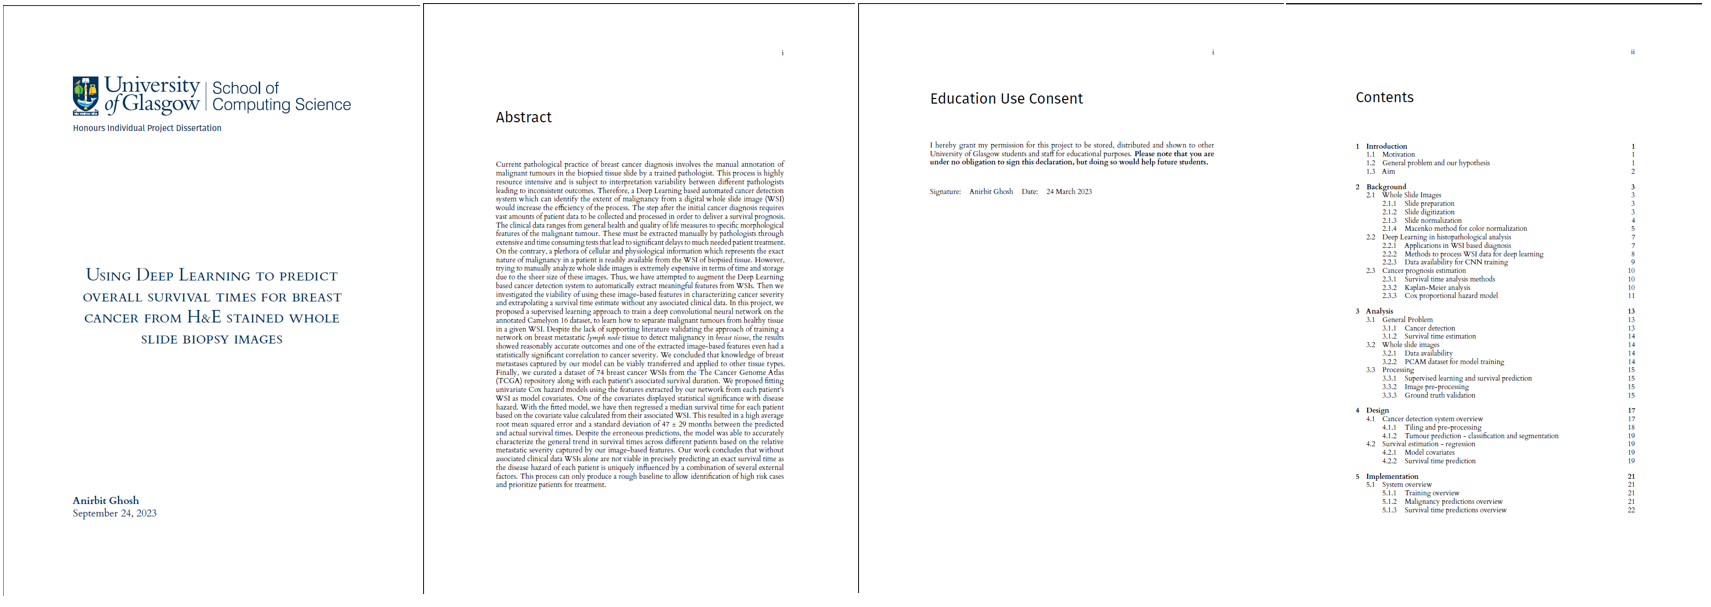 University
of Glasgow
School of
Computing Science
Honours Individual Project Dissertation
Using Deep Learning to predict
overall survival times for breast
cancer from H&E stained whole
slide biopsy images
Anirbit Ghosh
September 24, 2023
i
Abstract
Current pathological practice of breast cancer diagnosis involves the manual annotation of
malignant tumours in the biopsied tissue slide by a trained pathologist. This process is highly
resource intensive and is subject to interpretation variability between different pathologists
leading to inconsistent outcomes. Therefore, a Deep Learning based automated cancer detection
system which can identify the extent of malignancy from a digital whole slide image (WSI)
would increase the efficiency of the process. The step after the initial cancer diagnosis requires
vast amounts of patient data to be collected and processed in order to deliver a survival prognosis.
The clinical data ranges from general health and quality of life measures to specific morphological
features of the malignant tumour. These must be extracted manually by pathologists through
extensive and time consuming tests that lead to significant delays to much needed patient treatment.
On the contrary, a plethora of cellular and physiological information which represents the exact
nature of malignancy in a patient is readily available from the WSI of biopsied tissue. However,
trying to manually analyze whole slide images is extremely expensive in terms of time and storage
due to the sheer size of these images. Thus, we have attempted to augment the Deep Learning
based cancer detection system to automatically extract meaningful features from WSIs. Then we
investigated the viability of using these image-based features in characterizing cancer severity
and extrapolating a survival time estimate without any associated clinical data. In this project, we
proposed a supervised learning approach to train a deep convolutional neural network on the
annotated Camelyon 16 dataset, to learn how to separate malignant tumours from healthy tissue
in a given WSI. Despite the lack of supporting literature validating the approach of training a
network on breast metastatic lymph node tissue to detect malignancy in breast tissue, the results
showed reasonably accurate outcomes and one of the extracted image-based features even had a
statistically significant correlation to cancer severity. We concluded that knowledge of breast
metastases captured by our model can be viably transferred and applied to other tissue types.
Finally, we curated a dataset of 74 breast cancer WSIs from the The Cancer Genome Atlas
(TCGA) repository along with each patient's associated survival duration. We proposed fitting
univariate Cox hazard models using the features extracted by our network from each patient's
WSI as model covariates. One of the covariates displayed statistical significance with disease
hazard. With the fitted model, we have then regressed a median survival time for each patient
based on the covariate value calculated from their associated WSI. This resulted in a high average
root mean squared error and a standard deviation of 47 ± 29 months between the predicted
and actual survival times. Despite the erroneous predictions, the model was able to accurately
characterize the general trend in survival times across different patients based on the relative
metastatic severity captured by our image-based features. Our work concludes that without
associated clinical data WSIs alone are not viable in precisely predicting an exact survival time as
the disease hazard of each patient is uniquely influenced by a combination of several external
factors. This process can only produce a rough baseline to allow identification of high risk cases
and prioritize patients for treatment.
i
Education Use Consent
I hereby grant my permission for this project to be stored, distributed and shown to other
University of Glasgow students and staff for educational purposes. Please note that you are
under no obligation to sign this declaration, but doing so would help future students.
Signature: Anirbit Ghosh Date: 24 March 2023
ii
Contents
1 Introduction 1
1.1 Motivation 1
1.2 General problem and our hypothesis 1
1.3 Aim 2
2 Background 3
2.1 Whole Slide Images 3
2.1.1 Slide preparation 3
2.1.2 Slide digitization 3
2.1.3 Slide normalization 4
2.1.4 Macenko method for color normalization 5
2.2 Deep Learning in histopathological analysis 7
2.2.1 Applications in WSI based diagnosis 7
2.2.2 Methods to process WSI data for deep learning 8
2.2.3 Data availability for CNN training 9
2.3 Cancer prognosis estimation 10
2.3.1 Survival time analysis methods 10
2.3.2 Kaplan-Meier analysis 10
2.3.3 Cox proportional hazard model 11
3 Analysis 13
3.1 General Problem 13
3.1.1 Cancer detection 13
3.1.2 Survival time estimation 14
3.2 Whole slide images 14
3.2.1 Data availability 14
3.2.2 PCAM dataset for model training 14
3.3 Processing 15
3.3.1 Supervised learning and survival prediction 15
3.3.2 Image pre-processing 15
3.3.3 Ground truth validation 15
4 Design 17
4.1 Cancer detection system overview 17
4.1.1 Tiling and pre-processing 18
4.1.2 Tumour prediction - classification and segmentation 19
4.2 Survival estimation - regression 19
4.2.1 Model covariates 19
4.2.2 Survival time prediction 19
5 Implementation 21
5.1 System overview 21
5.1.1 Training overview 21
5.1.2 Malignancy predictions overview 21
5.1.3 Survival time predictions overview 22